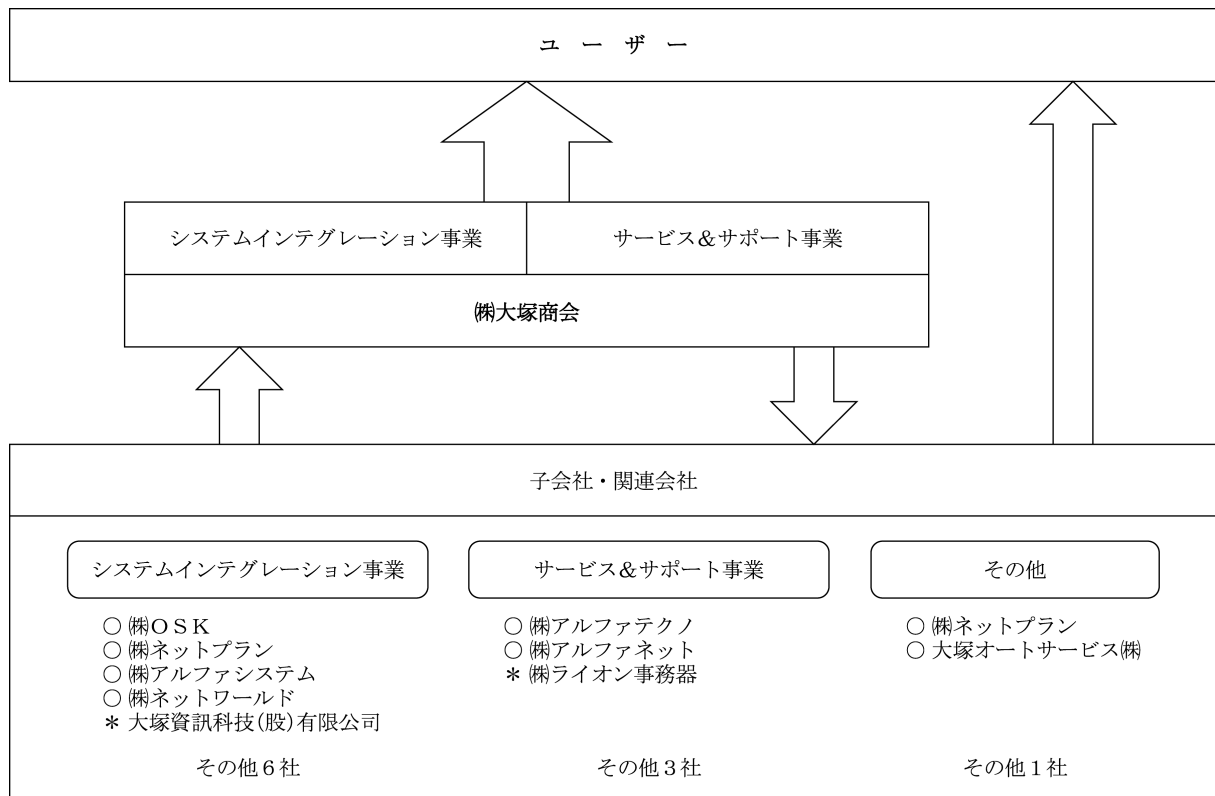 ユーザー
システムインテグレーション事業
サービス&サポート事業
㈱大塚商会
子会社・関連会社
システムインテグレーション事業
○ ㈱OSK
○ ㈱ネットプラン
○ ㈱アルファシステム
○ ㈱ネットワールド
＊ 大塚資訊科技(股)有限公司
その他6社
サービス&サポート事業
○ ㈱アルファテクノ
○ ㈱アルファネット
＊ ㈱ライオン事務器
その他3社
その他
○ ㈱ネットプラン
○ 大塚オートサービス㈱
その他1社